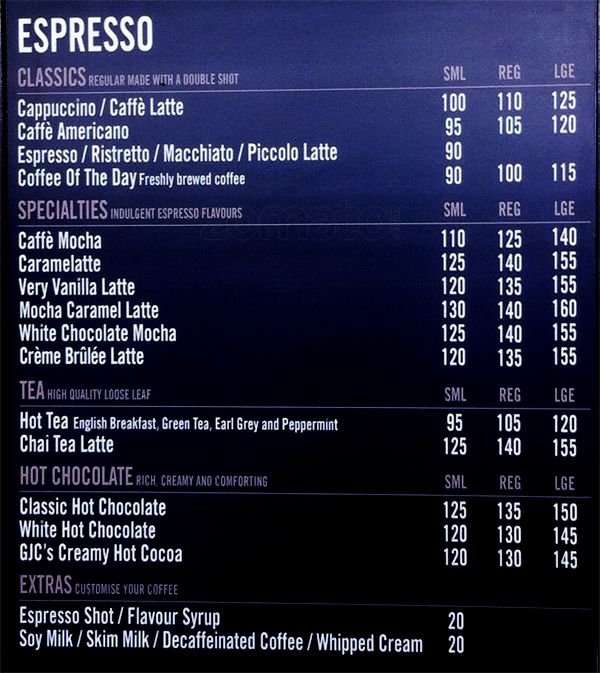 ESPRESSO
CLASSICS REGULAR MADE WITH A DOUBLE SHOT SML REG LGE
Cappuccino / Caffè Latte 100 110 125
Caffè Americano 95 105 120
Espresso / Ristretto / Macchiato / Piccolo Latte 90
Coffee Of The Day Freshly brewed coffee 90 100 115
SPECIALTIES INDULGENT ESPRESSO FLAVOURS SML REG LGE
Caffè Mocha 110 125 140
Caramelatte 125 140 155
Very Vanilla Latte 120 135 155
Mocha Caramel Latte 130 140 160
White Chocolate Mocha 125 140 155
Crème Brûlée Latte 120 135 155
TEA HIGH QUALITY LOOSE LEAF SML REG LGE
Hot Tea English Breakfast, Green Tea, Earl Grey and Peppermint 95 105 120
Chai Tea Latte 125 140 155
HOT CHOCOLATE RICH, CREAMY AND COMFORTING SML REG LGE
Classic Hot Chocolate 125 135 150
White Hot Chocolate 120 130 145
GJC's Creamy Hot Cocoa 120 130 145
EXTRAS CUSTOMISE YOUR COFFEE
Espresso Shot / Flavour Syrup 20
Soy Milk / Skim Milk / Decaffeinated Coffee / Whipped Cream 20